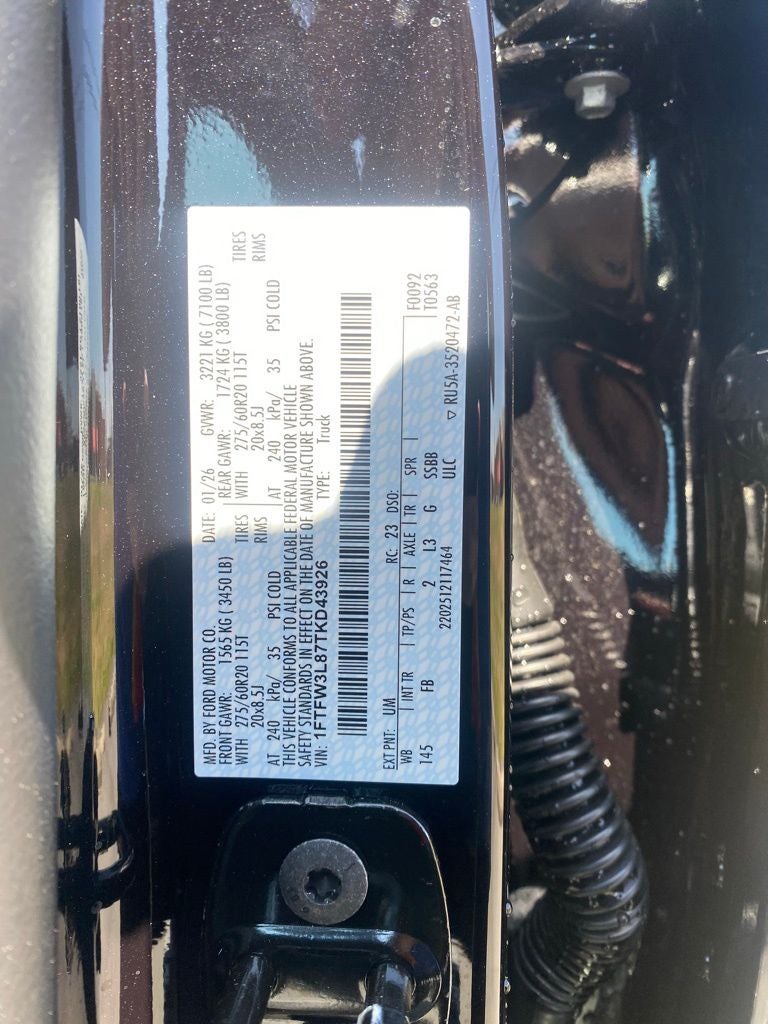 MFD. BY FORD MOTOR CO.
DATE: 01/26 GVWR: 3221 KG ( 7100 LB)
FRONT GAWR: 1565 KG ( 3450 LB) REAR GAWR: 1724 KG ( 3800 LB)
WITH 275/60R20 115T TIRES WITH 275/60R20 115T TIRES
20x8.5J RIMS 20x8.5J RIMS
AT 240 kPa/ 35 PSI COLD AT 240 kPa/ 35 PSI COLD
THIS VEHICLE CONFORMS TO ALL APPLICABLE FEDERAL MOTOR VEHICLE
SAFETY STANDARDS IN EFFECT ON THE DATE OF MANUFACTURE SHOWN ABOVE.
VIN: 1FTFW3L87TKD43926 TYPE: Truck
EXT PNT: UM RC: 23 DSO: F0092
WB INT TR TP/PS R AXLE TR SPR T0563
145 FB 2 L3 G SSBB
2202512117464 ULC ▽ RU5A-3520472-AB